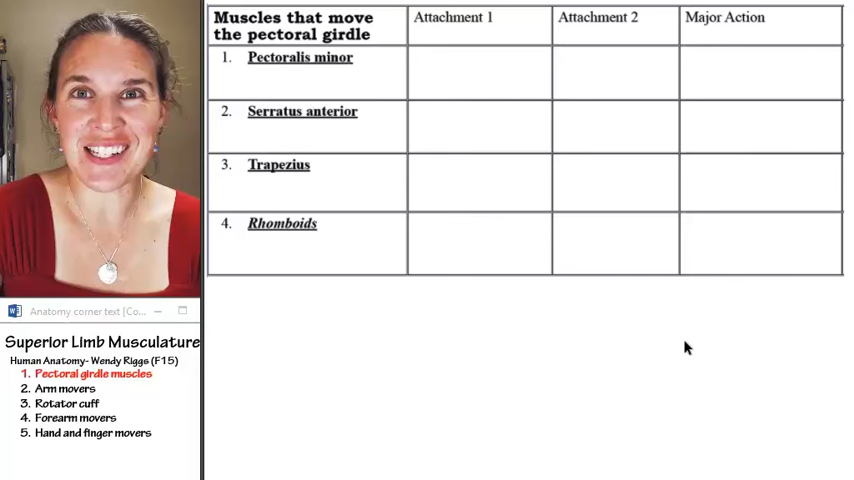 Muscles that move
the pectoral girdle
Attachment 1
Attachment 2
Major Action
1. Pectoralis minor
2. Serratus anterior
3. Trapezius
4. Rhomboids
Anatomy corner text [Co...
Superior Limb Musculature
Human Anatomy- Wendy Riggs (F15)
1. Pectoral girdle muscles
2. Arm movers
3. Rotator cuff
4. Forearm movers
5. Hand and finger movers